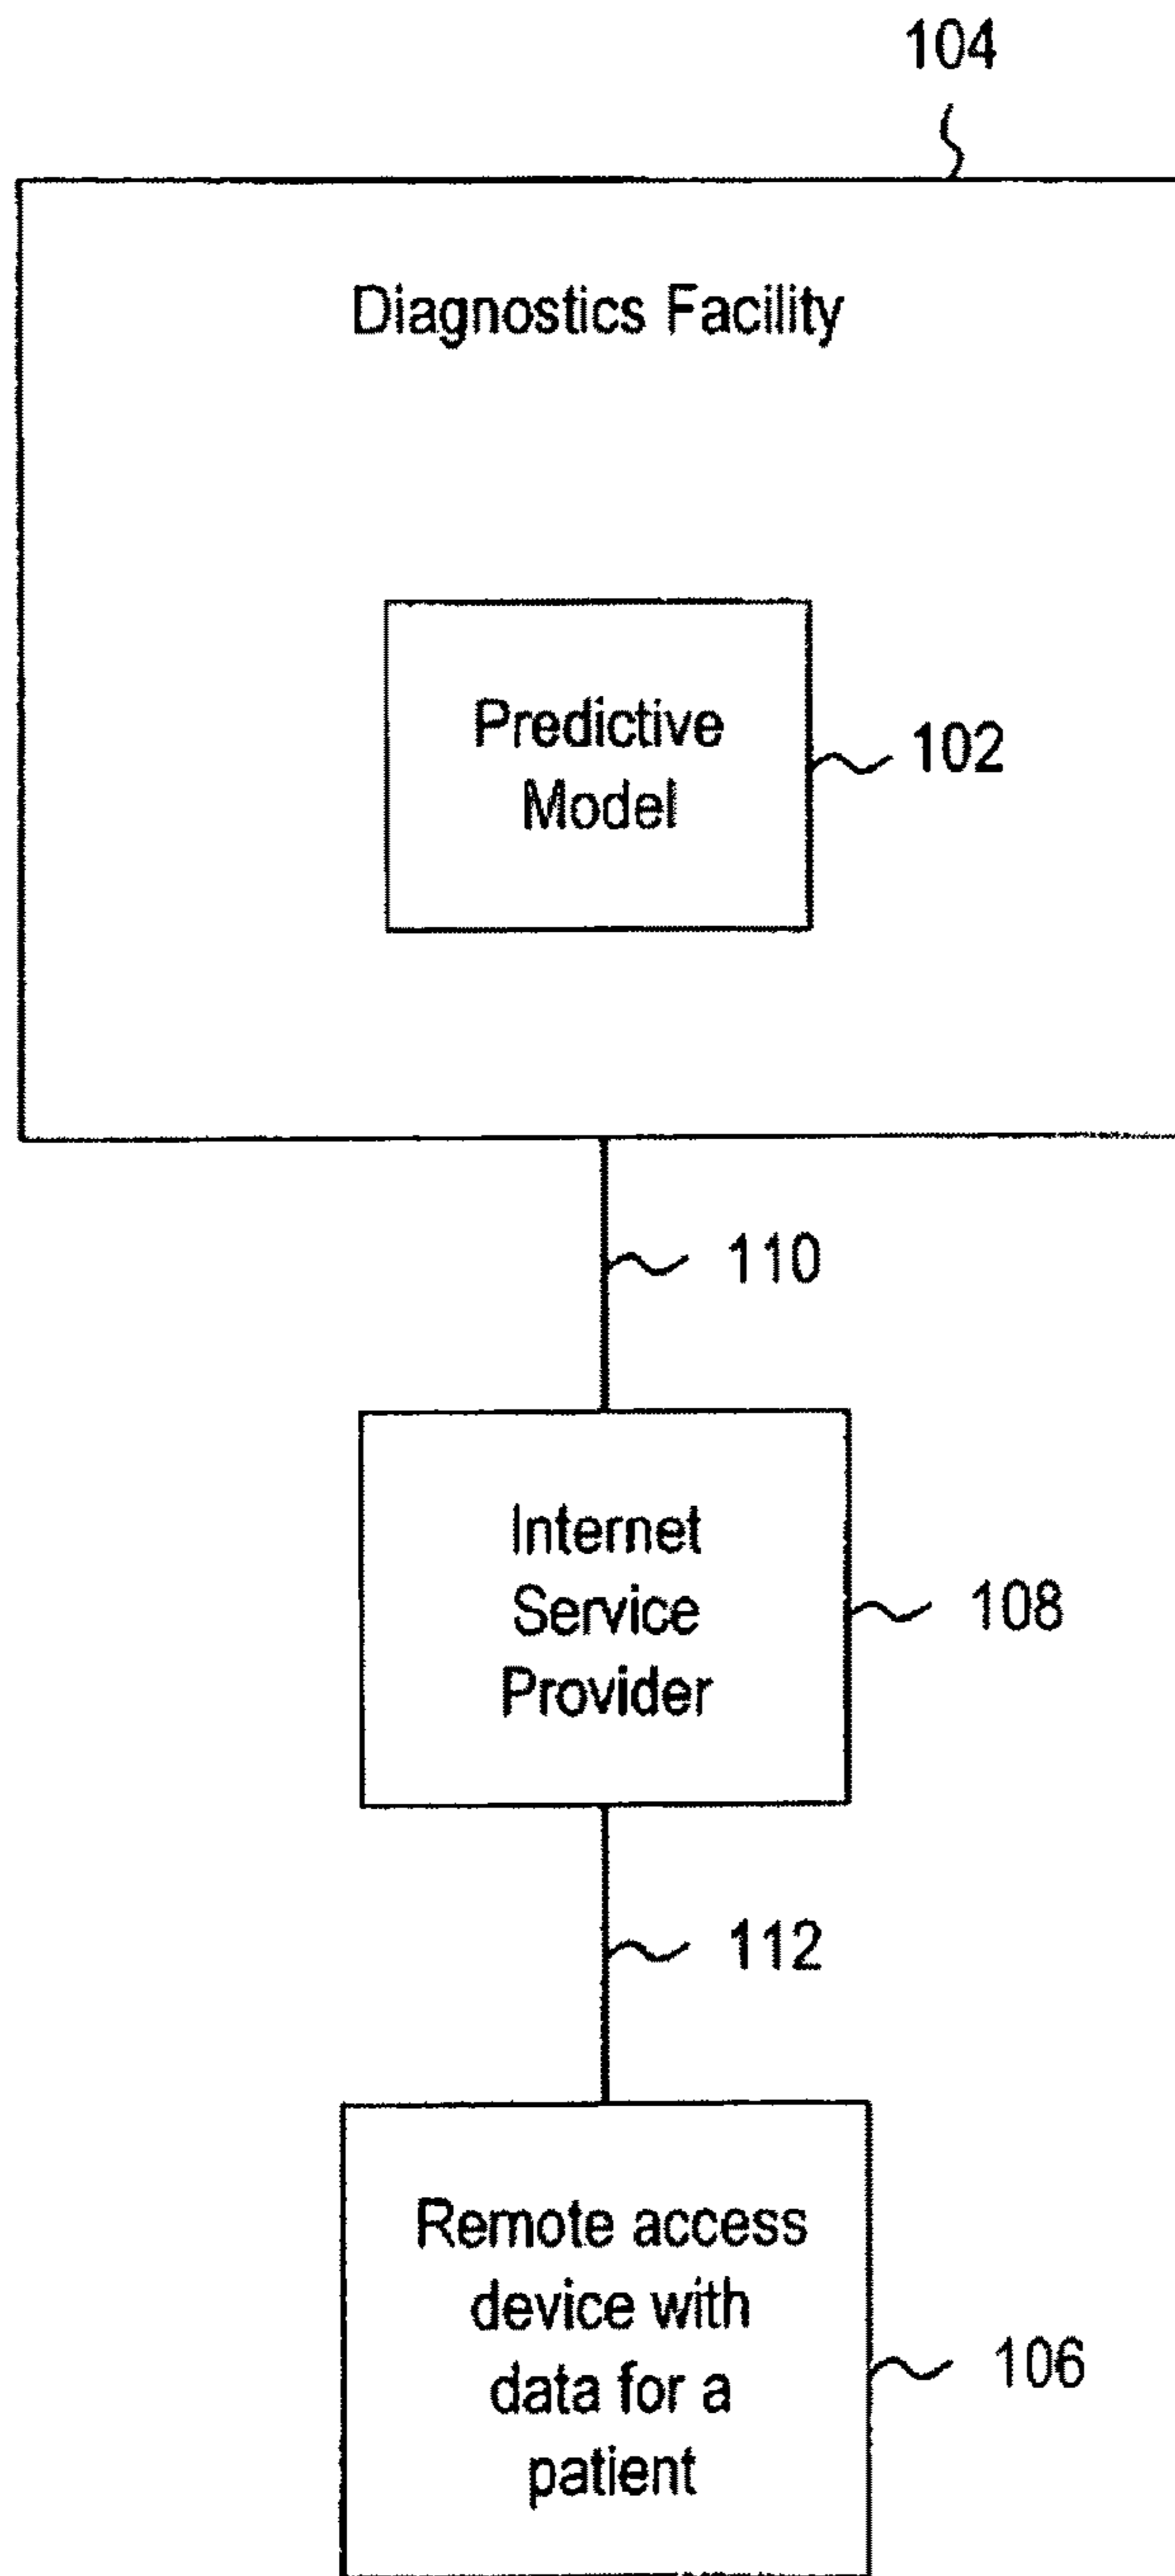 104
Diagnostics Facility
Predictive
Model
102
110
Internet
Service
Provider
108
112
Remote access
device with
data for a
patient
106